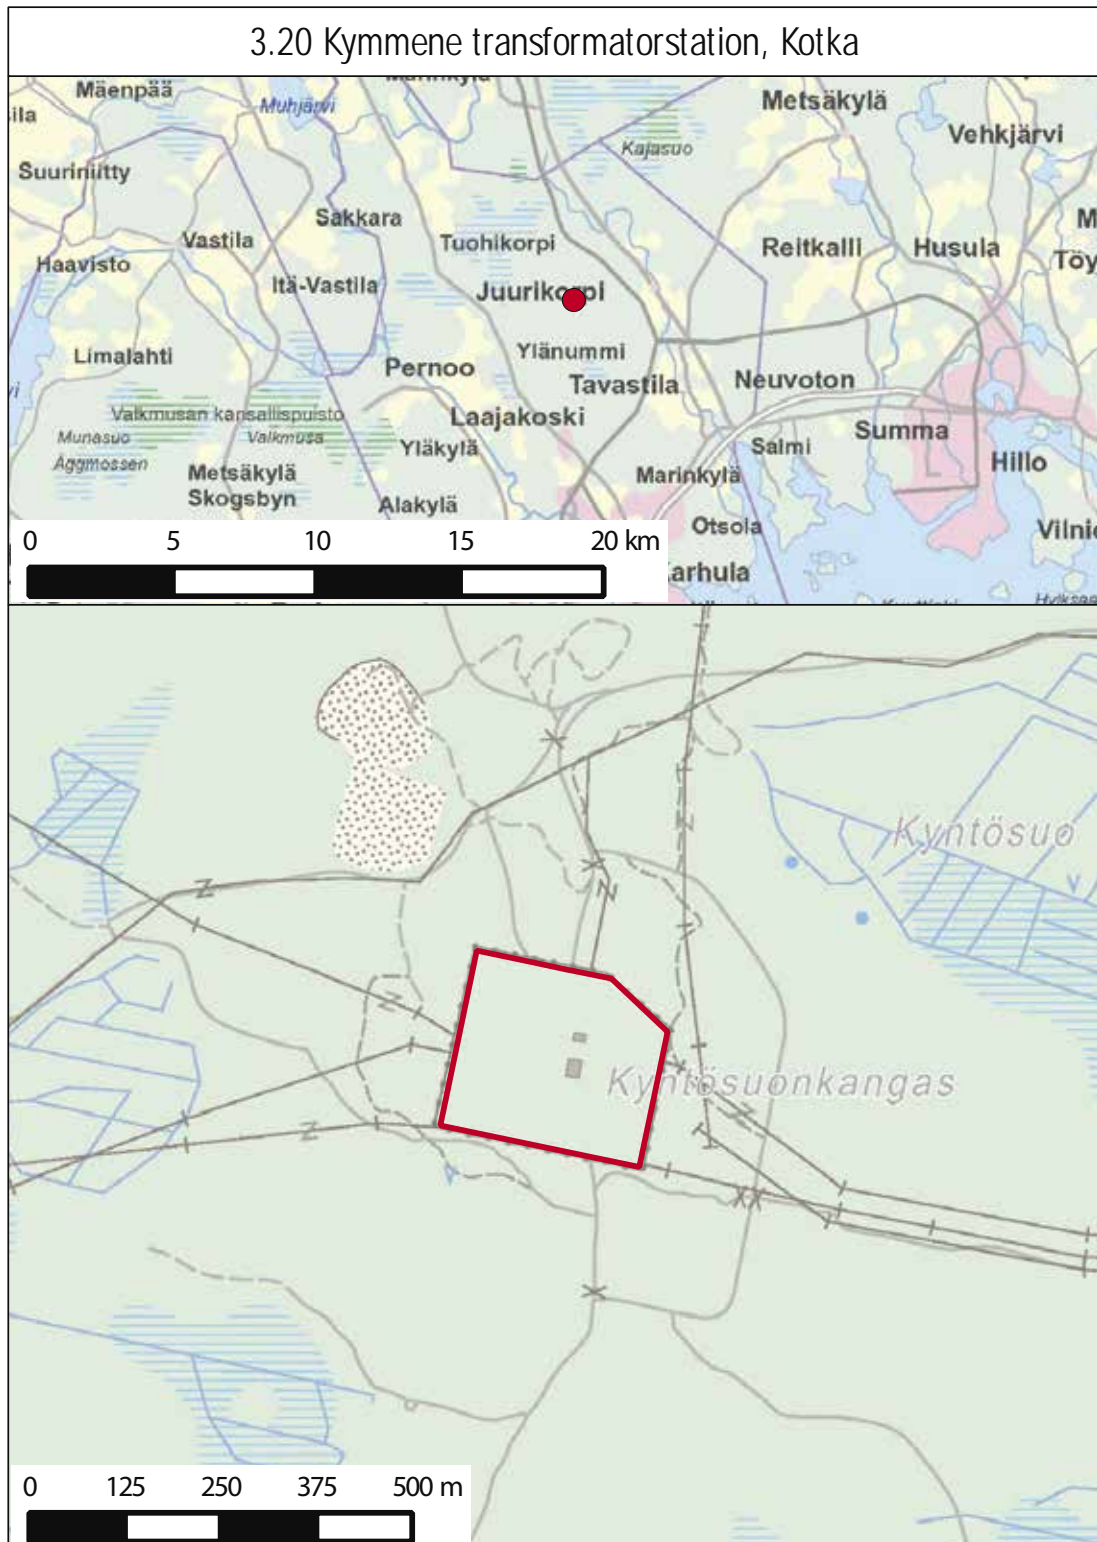 3.20 Kymmene transformatorstation, Kotka
Mäenpää
Muhjärvi
Metsäkylä
Vehkjärvi
Kajasuo
Suuriniitty
Sakkara
Vastila
Tuohikorpi
Reitkalli
Husula
Haavisto
Itä-Vastila
Juurikorpi
Limalahti
Ylänummi
Pernoo
Tavastila
Neuvoton
Valkmusan kansallispuisto
Laajakoski
Munasuo
Valkmusa
Yläkylä
Salmi
Summa
Äggmossen
Metsäkylä
Skogsbyn
Marinkylä
Hillo
Alakylä
Otsola
0 5 10 15 20 km
Kyntösuo
Kyntösuonkangas
0 125 250 375 500 m